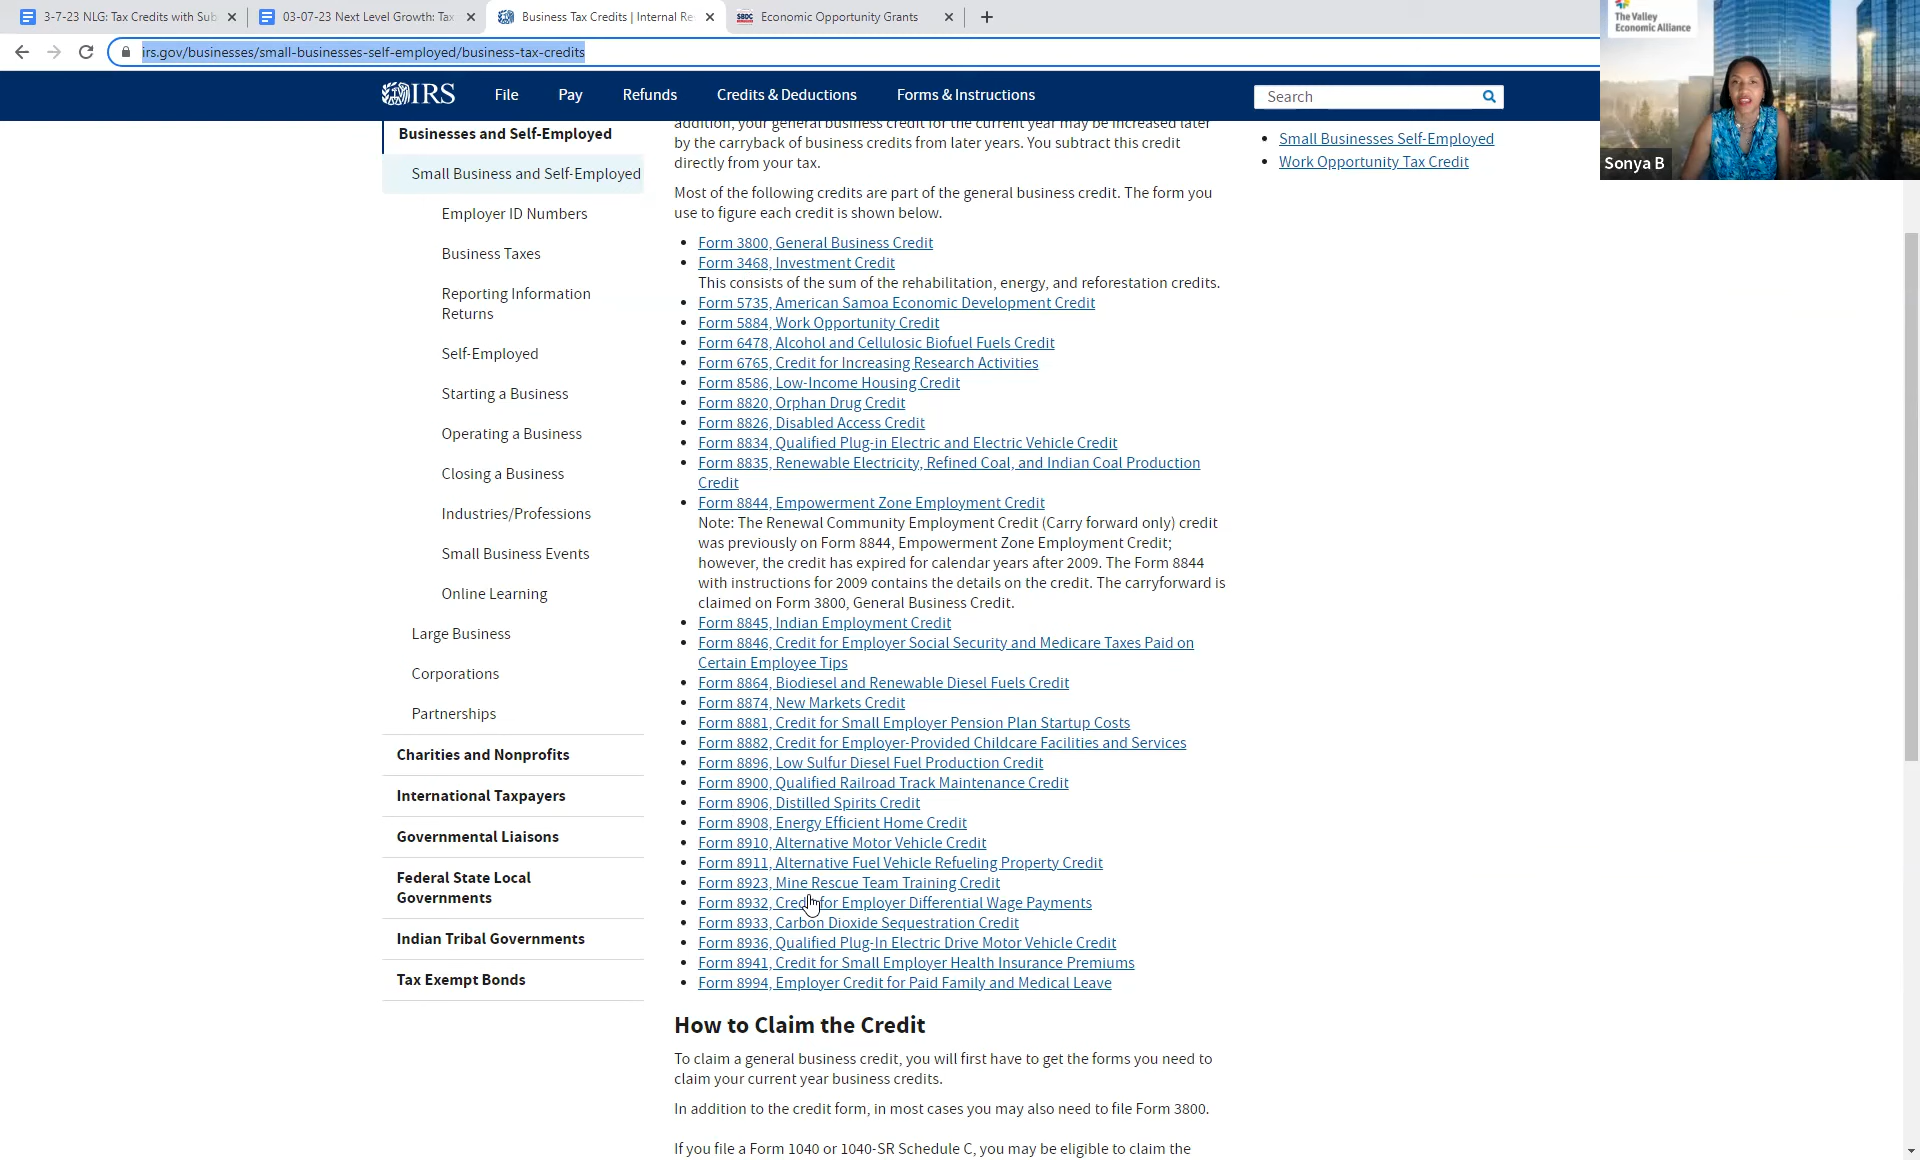 3-7-23 NLG: Tax Credits with Sub
03-07-23 Next Level Growth: Tax
Business Tax Credits | Internal Re
SBDC Economic Opportunity Grants
irs.gov/businesses/small-businesses-self-employed/business-tax-credits
The Valley
Economic Alliance
Sonya B
IRS
File
Pay
Refunds
Credits & Deductions
Forms & Instructions
Search
Businesses and Self-Employed
Small Business and Self-Employed
Employer ID Numbers
Business Taxes
Reporting Information
Returns
Self-Employed
Starting a Business
Operating a Business
Closing a Business
Industries/Professions
Small Business Events
Online Learning
Large Business
Corporations
Partnerships
Charities and Nonprofits
International Taxpayers
Governmental Liaisons
Federal State Local
Governments
Indian Tribal Governments
Tax Exempt Bonds
addition, your general business credit for the current year may be increased later
by the carryback of business credits from later years. You subtract this credit
directly from your tax.
Most of the following credits are part of the general business credit. The form you
use to figure each credit is shown below.
Form 3800, General Business Credit
Form 3468, Investment Credit
This consists of the sum of the rehabilitation, energy, and reforestation credits.
Form 5735, American Samoa Economic Development Credit
Form 5884, Work Opportunity Credit
Form 6478, Alcohol and Cellulosic Biofuel Fuels Credit
Form 6765, Credit for Increasing Research Activities
Form 8586, Low-Income Housing Credit
Form 8820, Orphan Drug Credit
Form 8826, Disabled Access Credit
Form 8834, Qualified Plug-in Electric and Electric Vehicle Credit
Form 8835, Renewable Electricity, Refined Coal, and Indian Coal Production
Credit
Form 8844, Empowerment Zone Employment Credit
Note: The Renewal Community Employment Credit (Carry forward only) credit
was previously on Form 8844, Empowerment Zone Employment Credit;
however, the credit has expired for calendar years after 2009. The Form 8844
with instructions for 2009 contains the details on the credit. The carryforward is
claimed on Form 3800, General Business Credit.
Form 8845, Indian Employment Credit
Form 8846, Credit for Employer Social Security and Medicare Taxes Paid on
Certain Employee Tips
Form 8864, Biodiesel and Renewable Diesel Fuels Credit
Form 8874, New Markets Credit
Form 8881, Credit for Small Employer Pension Plan Startup Costs
Form 8882, Credit for Employer-Provided Childcare Facilities and Services
Form 8896, Low Sulfur Diesel Fuel Production Credit
Form 8900, Qualified Railroad Track Maintenance Credit
Form 8906, Distilled Spirits Credit
Form 8908, Energy Efficient Home Credit
Form 8910, Alternative Motor Vehicle Credit
Form 8911, Alternative Fuel Vehicle Refueling Property Credit
Form 8923, Mine Rescue Team Training Credit
Form 8932, Credit for Employer Differential Wage Payments
Form 8933, Carbon Dioxide Sequestration Credit
Form 8936, Qualified Plug-In Electric Drive Motor Vehicle Credit
Form 8941, Credit for Small Employer Health Insurance Premiums
Form 8994, Employer Credit for Paid Family and Medical Leave
How to Claim the Credit
To claim a general business credit, you will first have to get the forms you need to
claim your current year business credits.
In addition to the credit form, in most cases you may also need to file Form 3800.
If you file a Form 1040 or 1040-SR Schedule C, you may be eligible to claim the
Small Businesses Self-Employed
Work Opportunity Tax Credit